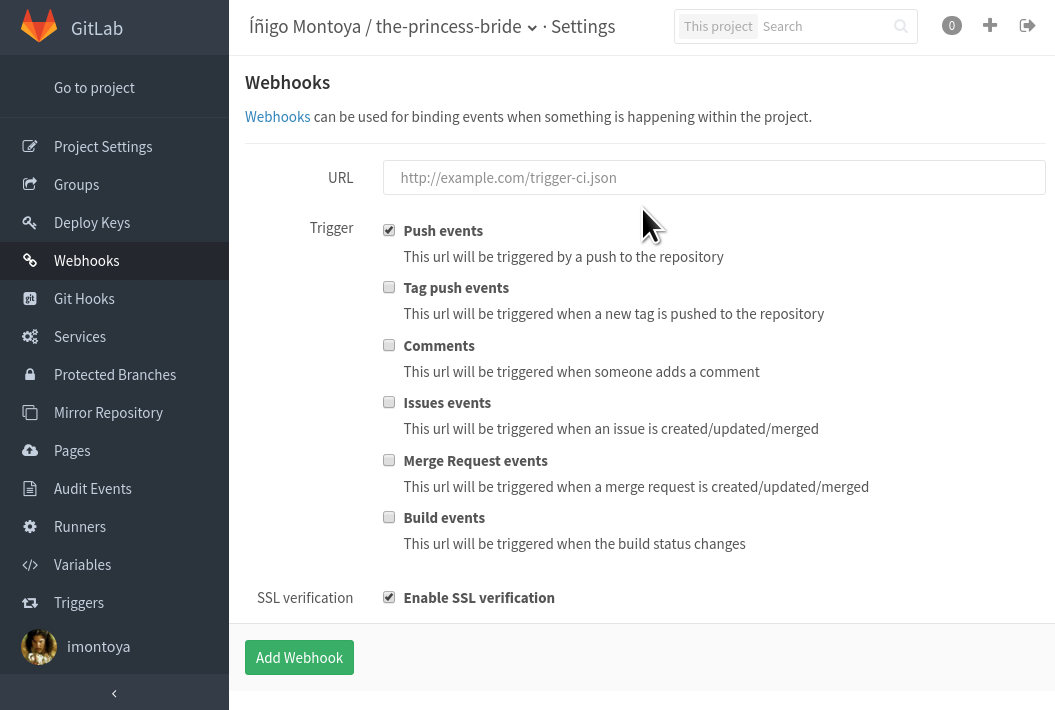 GitLab
Íñigo Montoya / the-princess-bride · Settings
This project Search
0
Go to project
Project Settings
Groups
Deploy Keys
Webhooks
git Git Hooks
Services
Protected Branches
Mirror Repository
Pages
Audit Events
Runners
Variables
Triggers
imontoya
Webhooks
Webhooks can be used for binding events when something is happening within the project.
URL http://example.com/trigger-ci.json
Trigger
Push events
This url will be triggered by a push to the repository
Tag push events
This url will be triggered when a new tag is pushed to the repository
Comments
This url will be triggered when someone adds a comment
Issues events
This url will be triggered when an issue is created/updated/merged
Merge Request events
This url will be triggered when a merge request is created/updated/merged
Build events
This url will be triggered when the build status changes
SSL verification Enable SSL verification
Add Webhook